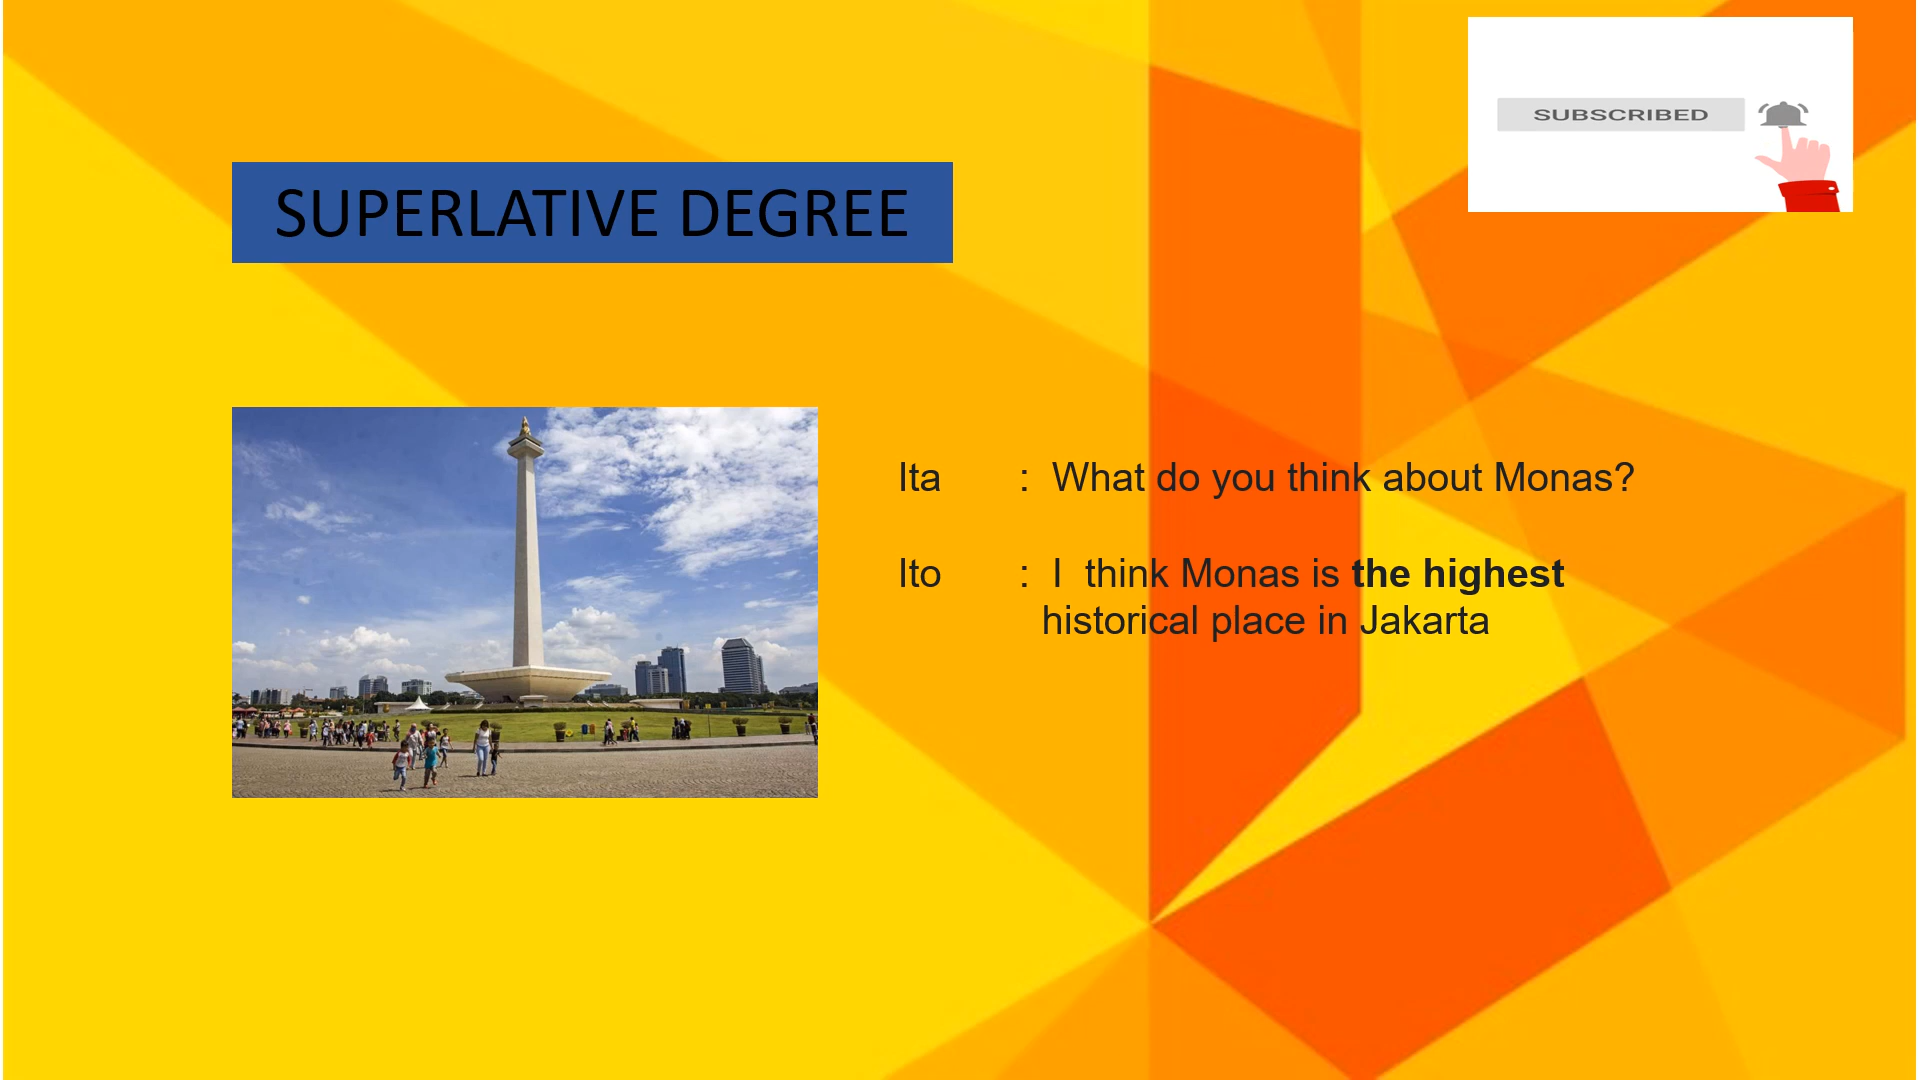 SUBSCRIBED
SUPERLATIVE DEGREE
Ita : What do you think about Monas?
Ito : I think Monas is the highest
historical place in Jakarta